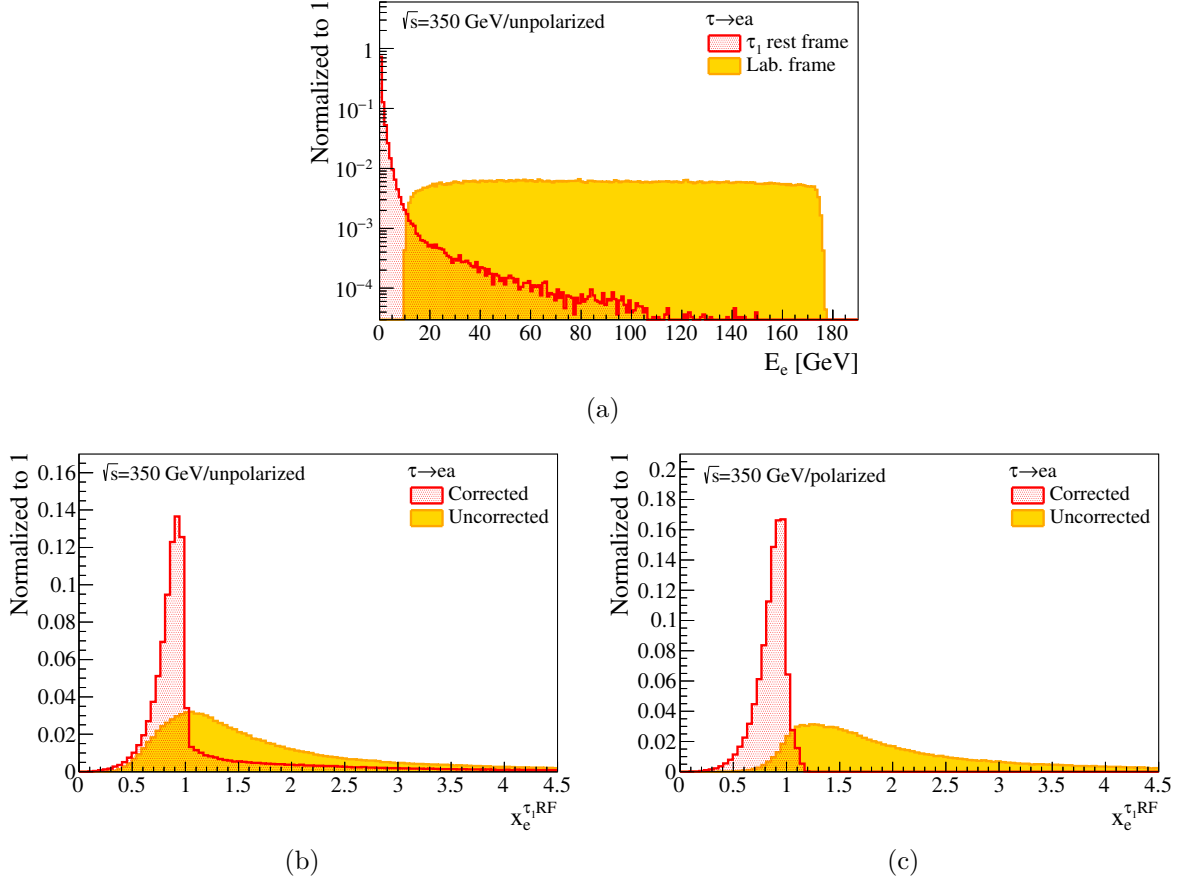 √s=350 GeV/unpolarized
τ→ea
τ₁ rest frame
Lab. frame
Normalized to 1
1
10⁻¹
10⁻²
10⁻³
10⁻⁴
0 20 40 60 80 100 120 140 160 180
E_e [GeV]
(a)
√s=350 GeV/unpolarized
τ→ea
Corrected
Uncorrected
Normalized to 1
0.16
0.14
0.12
0.1
0.08
0.06
0.04
0.02
0
0 0.5 1 1.5 2 2.5 3 3.5 4 4.5
x_e^{τ₁RF}
(b)
√s=350 GeV/polarized
τ→ea
Corrected
Uncorrected
Normalized to 1
0.2
0.18
0.16
0.14
0.12
0.1
0.08
0.06
0.04
0.02
0
0 0.5 1 1.5 2 2.5 3 3.5 4 4.5
x_e^{τ₁RF}
(c)